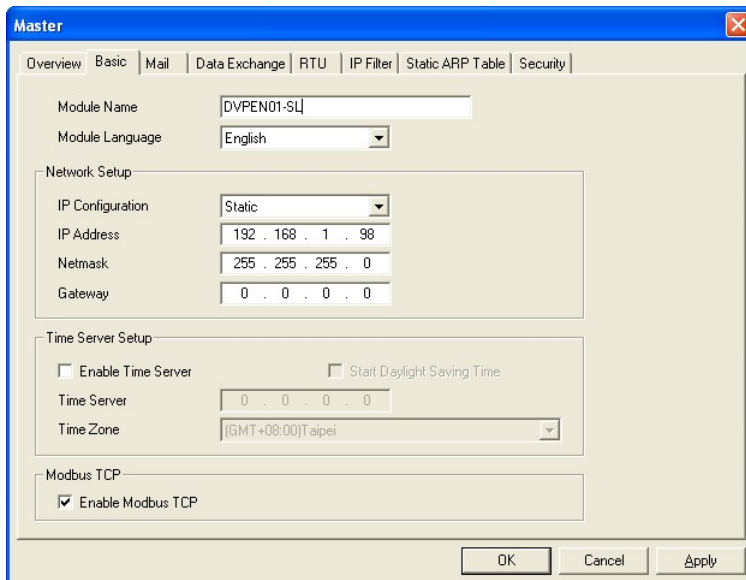 Master
Overview Basic Mail Data Exchange RTU IP Filter Static ARP Table Security
Module Name DVPEN01-SL
Module Language English
Network Setup
IP Configuration Static
IP Address 192 . 168 . 1 . 98
Netmask 255 . 255 . 255 . 0
Gateway 0 . 0 . 0 . 0
Time Server Setup
Enable Time Server Start Daylight Saving Time
Time Server 0 . 0 . 0 . 0
Time Zone (GMT+08:00)Taipei
Modbus TCP
Enable Modbus TCP
OK Cancel Apply